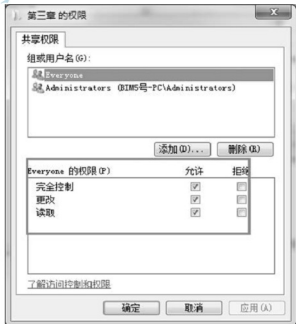 第三章 的权限
共享权限
组或用户名(G):
Everyone
Administrators (BIM5号-PC\Administrators)
添加(D)... 删除(R)
Everyone 的权限(P) 允许 拒绝
完全控制
更改
读取
了解访问控制和权限
确定 取消 应用(A)